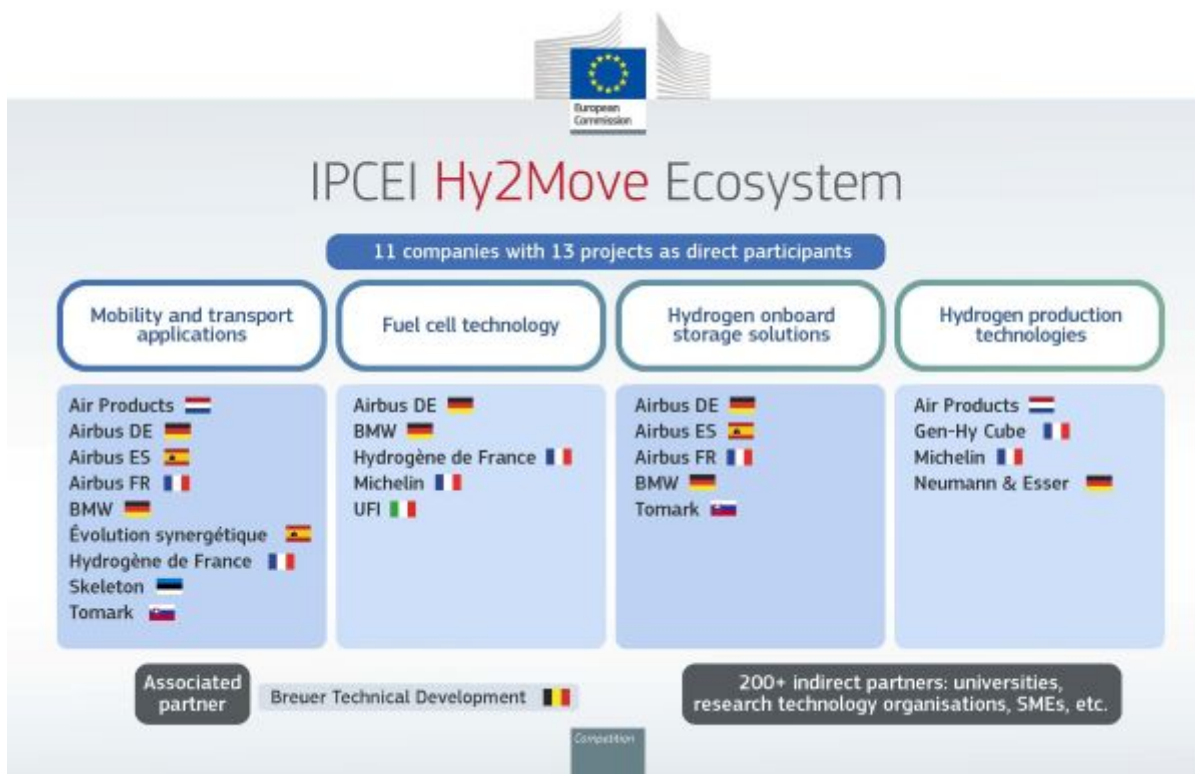 European
Commission
IPCEI Hy2Move Ecosystem
11 companies with 13 projects as direct participants
Mobility and transport
applications
Air Products
Airbus DE
Airbus ES
Airbus FR
BMW
Évolution synergétique
Hydrogène de France
Skeleton
Tomark
Fuel cell technology
Airbus DE
BMW
Hydrogène de France
Michelin
UFI
Hydrogen onboard
storage solutions
Airbus DE
Airbus ES
Airbus FR
BMW
Tomark
Hydrogen production
technologies
Air Products
Gen-Hy Cube
Michelin
Neumann & Esser
Associated
partner
Breuer Technical Development
200+ indirect partners: universities,
research technology organisations, SMEs, etc.
Competition